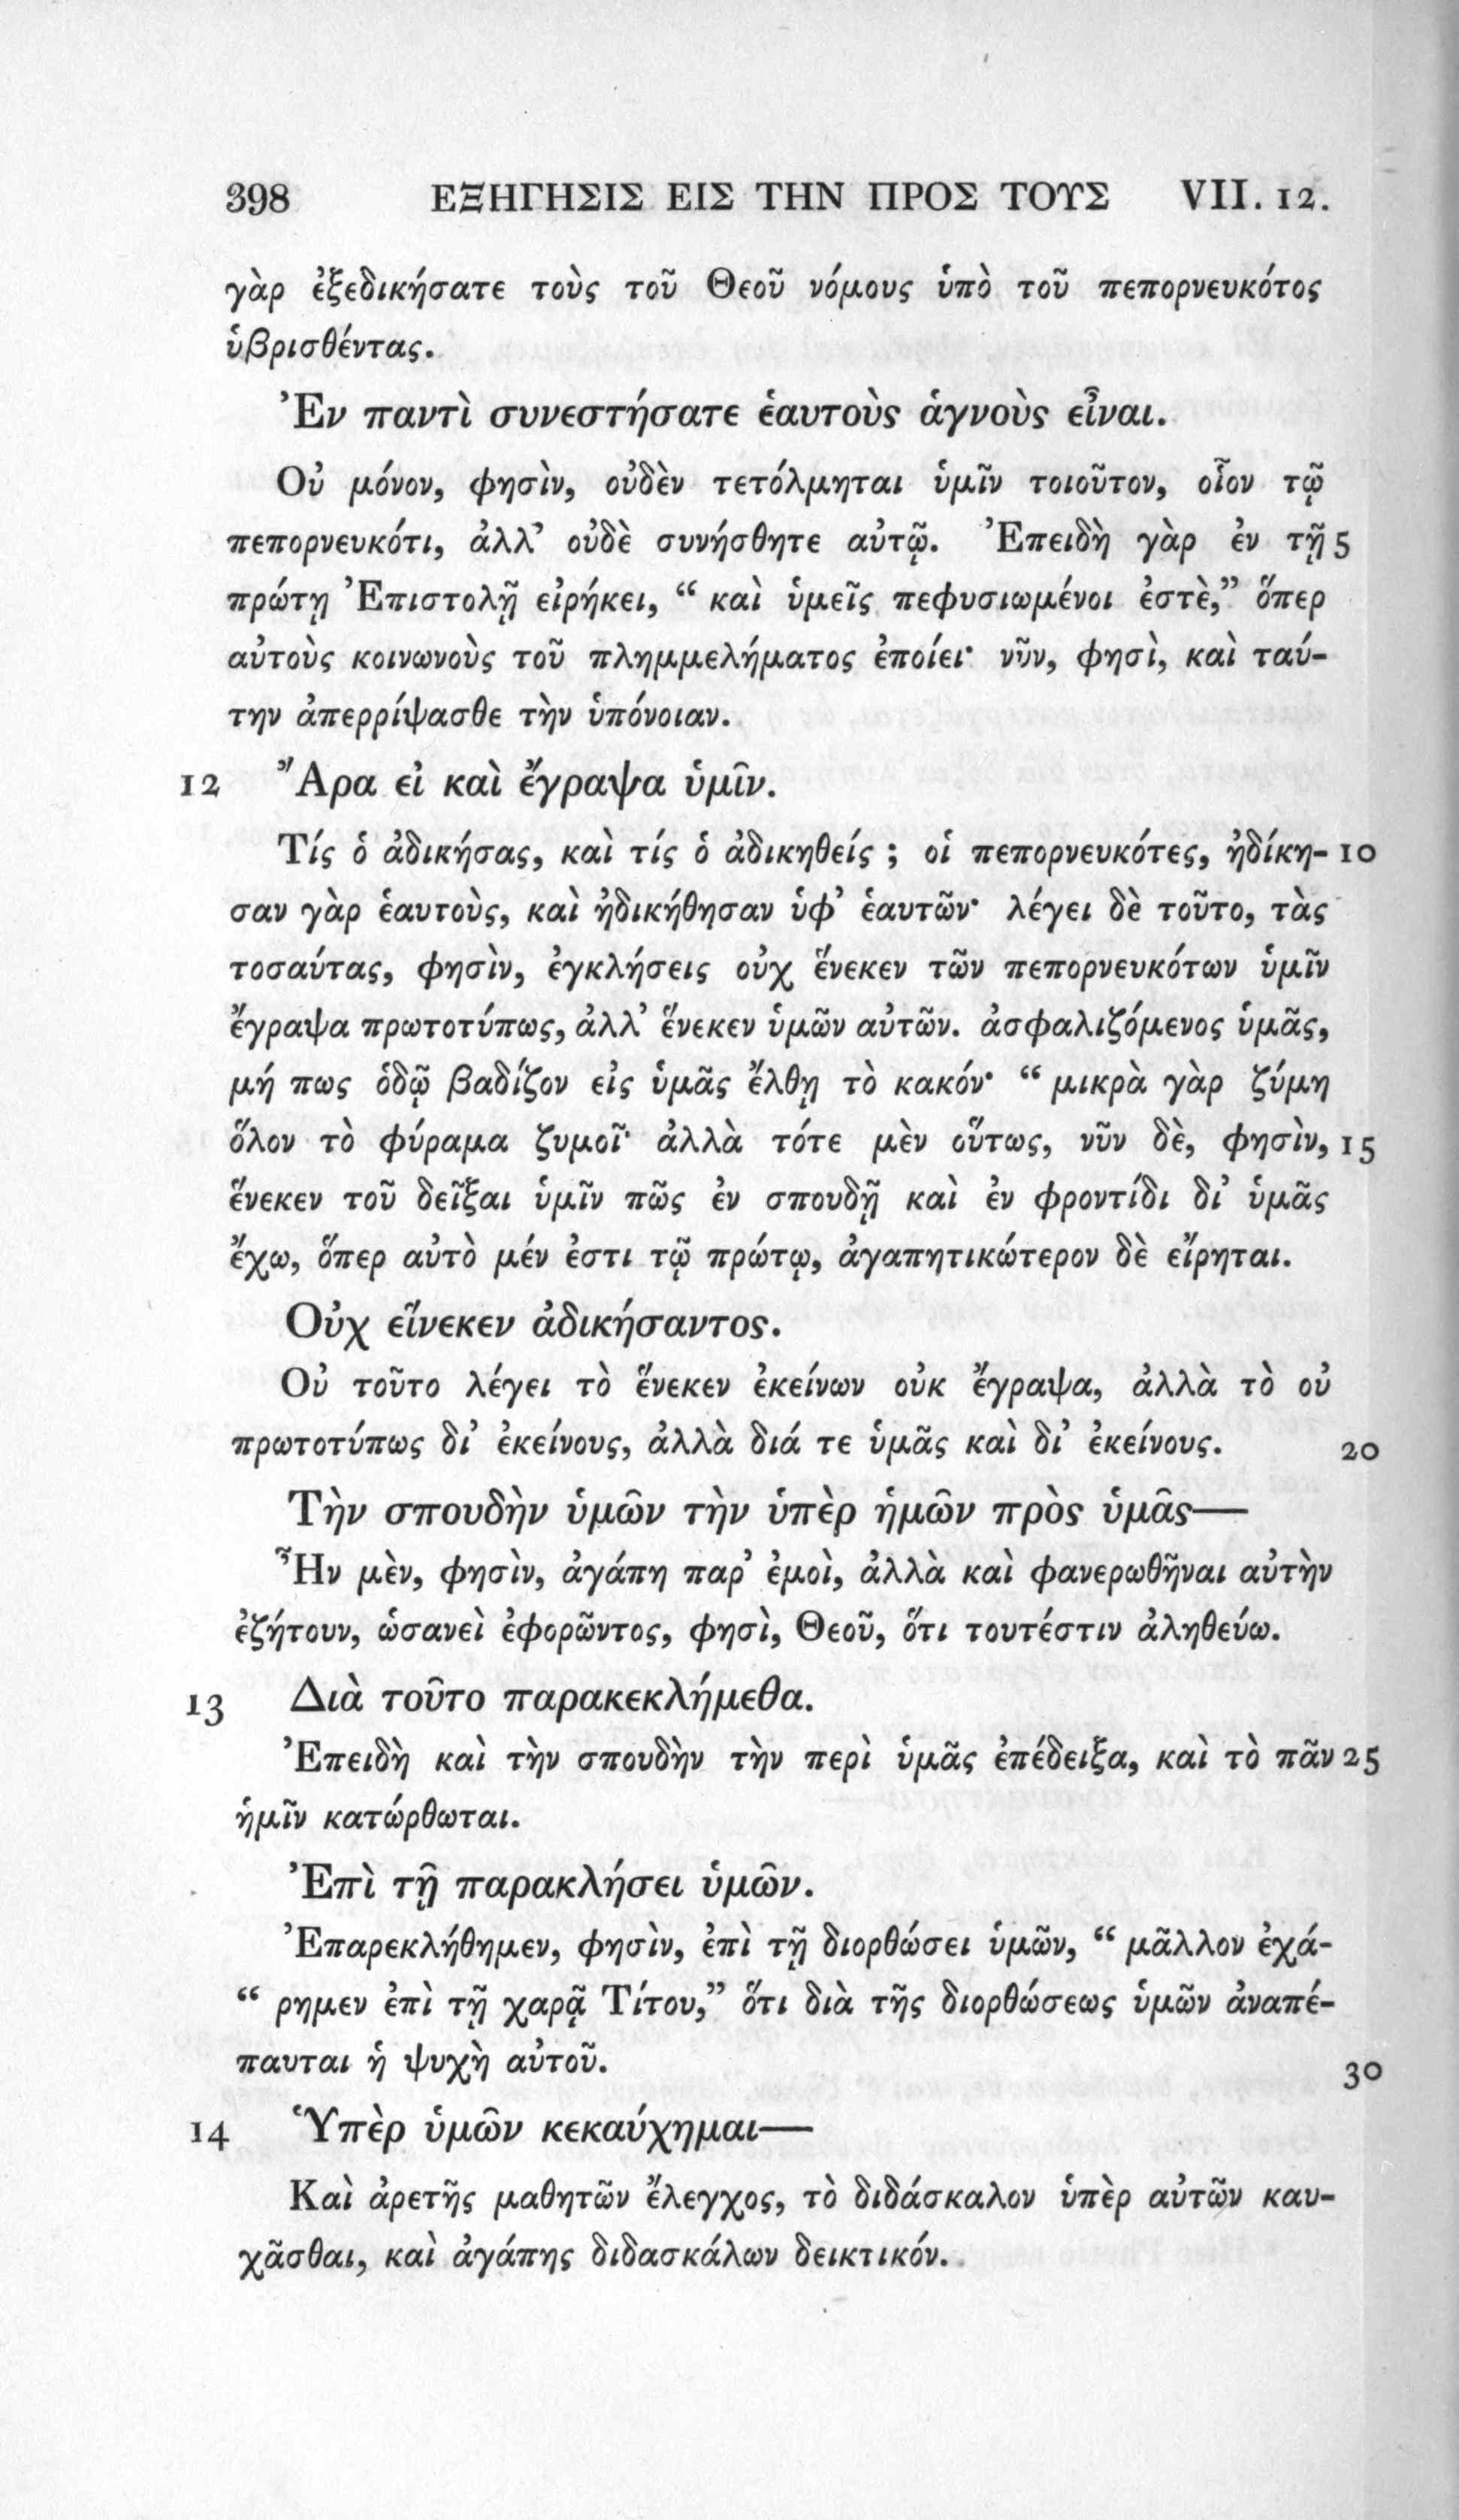 398 ΕΞΗΓΗΣΙΣ ΕΙΣ ΤΗΝ ΠΡΟΣ ΤΟΥΣ VII. 12.
γὰρ ἐξεδικήσατε τοὺς τοῦ Θεοῦ νόμους ὑπὸ τοῦ πεπορνευκότος
ὑβρισθέντας.
Ἐν παντὶ συνεστήσατε ἑαυτοὺς ἁγνοὺς εἶναι.
Οὐ μόνον, φησὶν, οὐδὲν τετόλμηται ὑμῖν τοιοῦτον, οἷον τῷ
πεπορνευκότι, ἀλλ’ οὐδὲ συνήσθητε αὐτῷ. Ἐπειδὴ γὰρ ἐν τῇ 5
πρώτῃ Ἐπιστολῇ εἰρήκει, “ καὶ ὑμεῖς πεφυσιωμένοι ἐστὲ,” ὅπερ
αὐτοὺς κοινωνοὺς τοῦ πλημμελήματος ἐποίει· νῦν, φησὶ, καὶ ταύ-
την ἀπερρίψασθε τὴν ὑπόνοιαν.
12 Ἄρα εἰ καὶ ἔγραψα ὑμῖν.
Τίς ὁ ἀδικήσας, καὶ τίς ὁ ἀδικηθείς ; οἱ πεπορνευκότες, ἠδίκη- 10
σαν γὰρ ἑαυτοὺς, καὶ ἠδικήθησαν ὑφ’ ἑαυτῶν· λέγει δὲ τοῦτο, τὰς
τοσαύτας, φησὶν, ἐγκλήσεις οὐχ ἕνεκεν τῶν πεπορνευκότων ὑμῖν
ἔγραψα πρωτοτύπως, ἀλλ’ ἕνεκεν ὑμῶν αὐτῶν. ἀσφαλιζόμενος ὑμᾶς,
μή πως ὁδῷ βαδίζον εἰς ὑμᾶς ἔλθῃ τὸ κακόν· “ μικρὰ γὰρ ζύμη
ὅλον τὸ φύραμα ζυμοῖ· ἀλλὰ τότε μὲν οὕτως, νῦν δὲ, φησὶν, 15
ἕνεκεν τοῦ δεῖξαι ὑμῖν πῶς ἐν σπουδῇ καὶ ἐν φροντίδι δι’ ὑμᾶς
ἔχω, ὅπερ αὐτὸ μέν ἐστι τῷ πρώτῳ, ἀγαπητικώτερον δὲ εἴρηται.
Οὐχ εἵνεκεν ἀδικήσαντος.
Οὐ τοῦτο λέγει τὸ ἕνεκεν ἐκείνων οὐκ ἔγραψα, ἀλλὰ τὸ οὐ
πρωτοτύπως δι’ ἐκείνους, ἀλλὰ διά τε ὑμᾶς καὶ δι’ ἐκείνους. 20
Τὴν σπουδὴν ὑμῶν τὴν ὑπὲρ ἡμῶν πρὸς ὑμᾶς—
Ἦν μὲν, φησὶν, ἀγάπη παρ’ ἐμοὶ, ἀλλὰ καὶ φανερωθῆναι αὐτὴν
ἐζήτουν, ὡσανεὶ ἐφορῶντος, φησὶ, Θεοῦ, ὅτι τουτέστιν ἀληθεύω.
13 Διὰ τοῦτο παρακεκλήμεθα.
Ἐπειδὴ καὶ τὴν σπουδὴν τὴν περὶ ὑμᾶς ἐπέδειξα, καὶ τὸ πᾶν 25
ἡμῖν κατώρθωται.
Ἐπὶ τῇ παρακλήσει ὑμῶν.
Ἐπαρεκλήθημεν, φησὶν, ἐπὶ τῇ διορθώσει ὑμῶν, “ μᾶλλον ἐχά-
“ ρημεν ἐπὶ τῇ χαρᾷ Τίτου,” ὅτι διὰ τῆς διορθώσεως ὑμῶν ἀναπέ-
παυται ἡ ψυχὴ αὐτοῦ. 30
14 Ὑπὲρ ὑμῶν κεκαύχημαι—
Καὶ ἀρετῆς μαθητῶν ἔλεγχος, τὸ διδάσκαλον ὑπὲρ αὐτῶν καυ-
χᾶσθαι, καὶ ἀγάπης διδασκάλων δεικτικόν.